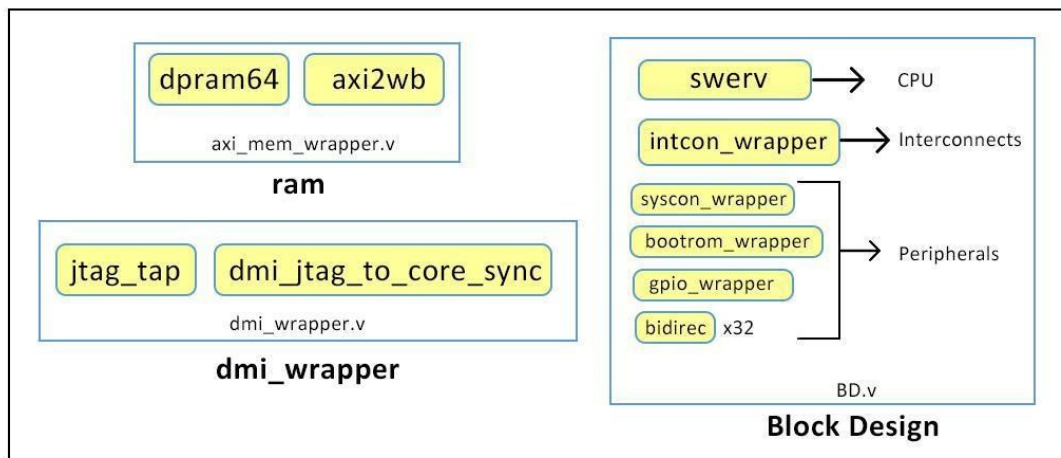 dpram64 axi2wb
axi_mem_wrapper.v
ram
jtag_tap dmi_jtag_to_core_sync
dmi_wrapper.v
dmi_wrapper
swerv CPU
intcon_wrapper Interconnects
syscon_wrapper
bootrom_wrapper
gpio_wrapper
bidirec x32
Peripherals
BD.v
Block Design